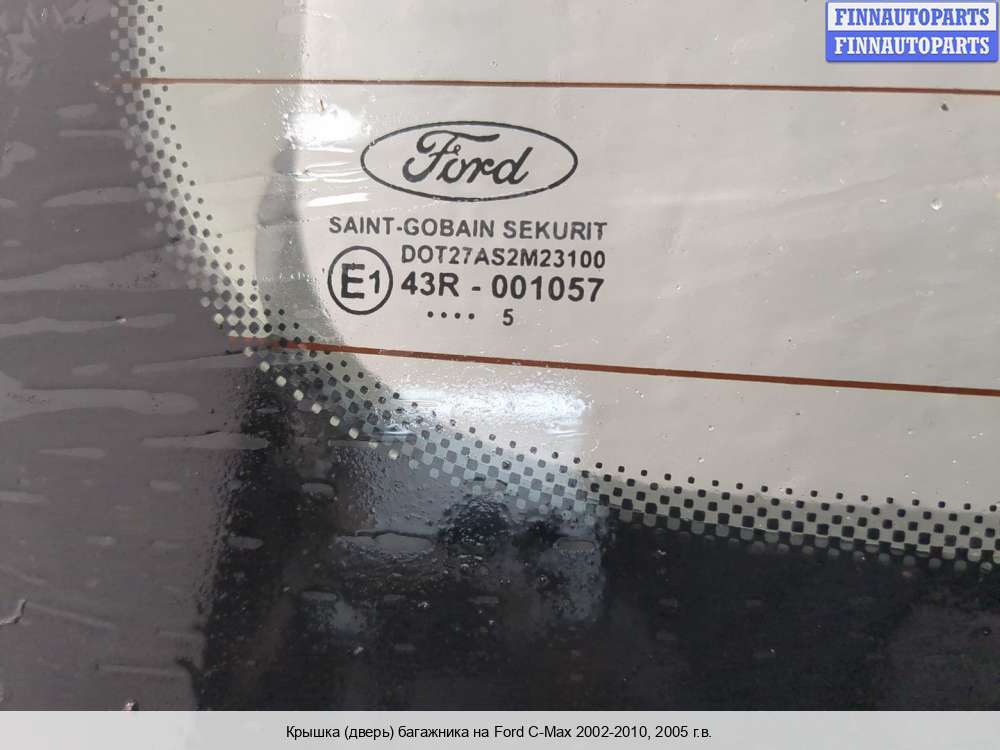 FINNAUTOPARTS
FINNAUTOPARTS
Ford
SAINT-GOBAIN SEKURIT
DOT27AS2M23100
E1 43R - 001057
.... 5
Крышка (дверь) багажника на Ford C-Max 2002-2010, 2005 г.в.